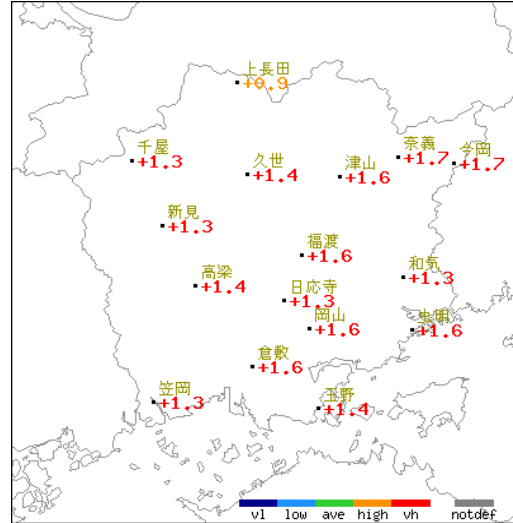 上長田
+0.9
千屋
+1.3
久世
+1.4
津山
+1.6
奈義
+1.7
今岡
+1.7
新見
+1.3
福渡
+1.6
和気
+1.3
高梁
+1.4
日応寺
+1.3
岡山
+1.6
虫明
+1.6
倉敷
+1.6
笠岡
+1.3
玉野
+1.4
vl low ave high vh notdef